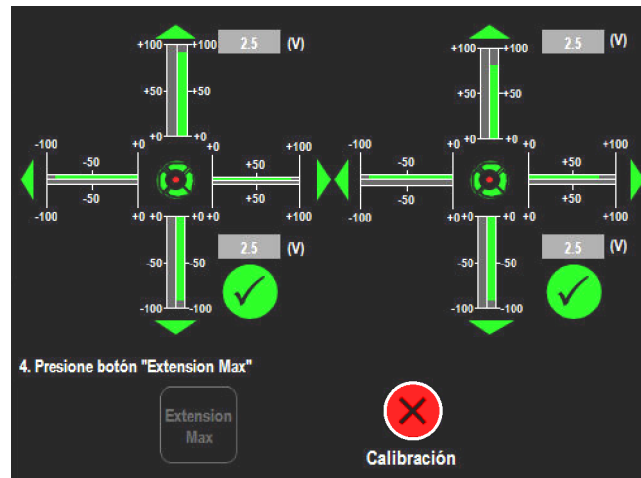 +100 +100 2.5 (V) +100 +100 2.5 (V)
+50 +50 +50 +50
-100 +0 +0 +0 +100 -100 +0 +0 +0 +100
-50 +50 -50 +50
-50 +50 -50 +50
-100 +0 +0 +0 +0 +100 -100 +0 +0 +0 +0 +100
2.5 (V) 2.5 (V)
-50 -50 -50 -50
-100 -100 -100 -100
4. Presione botón "Extension Max"
Extension
Max
Calibración